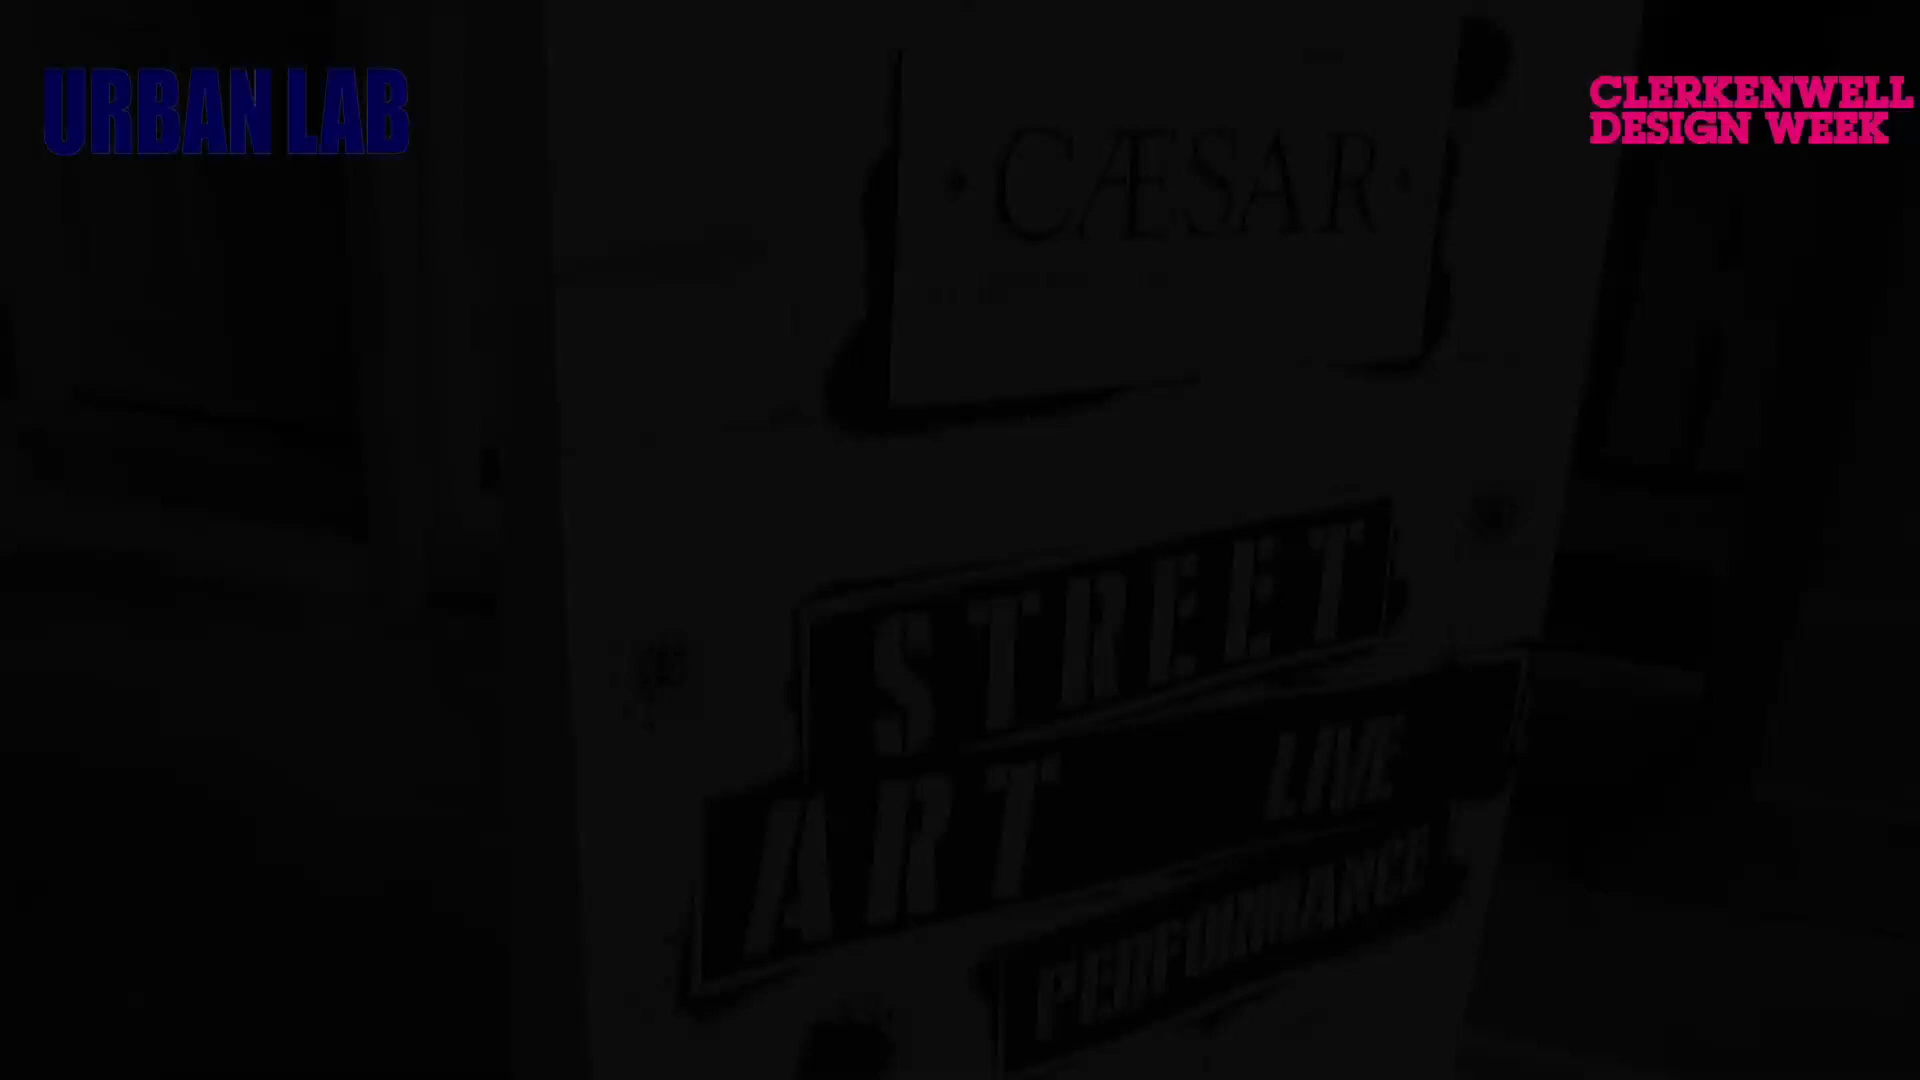 URBAN LAB
CLERKENWELL
DESIGN WEEK
CÆSAR
STREET
ART LIVE
PERFORMANCE